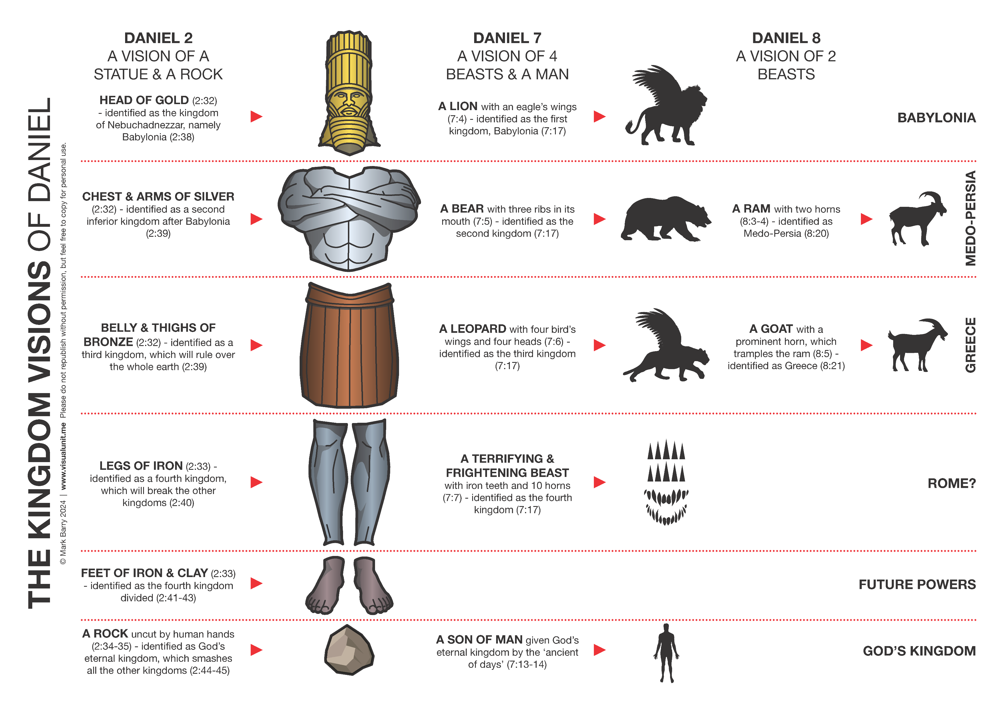 THE KINGDOM VISIONS OF DANIEL
© Mark Barry 2024 | www.visualunit.me Please do not republish without permission, but feel free to copy for personal use.
DANIEL 2
A VISION OF A
STATUE & A ROCK
DANIEL 7
A VISION OF 4
BEASTS & A MAN
DANIEL 8
A VISION OF 2
BEASTS
HEAD OF GOLD (2:32)
- identified as the kingdom
of Nebuchadnezzar, namely
Babylonia (2:38)
A LION with an eagle’s wings
(7:4) - identified as the first
kingdom, Babylonia (7:17)
BABYLONIA
CHEST & ARMS OF SILVER
(2:32) - identified as a second
inferior kingdom after Babylonia
(2:39)
A BEAR with three ribs in its
mouth (7:5) - identified as the
second kingdom (7:17)
A RAM with two horns
(8:3-4) - identified as
Medo-Persia (8:20)
MEDO-PERSIA
BELLY & THIGHS OF
BRONZE (2:32) - identified as a
third kingdom, which will rule over
the whole earth (2:39)
A LEOPARD with four bird’s
wings and four heads (7:6) -
identified as the third kingdom
(7:17)
A GOAT with a
prominent horn, which
tramples the ram (8:5) -
identified as Greece (8:21)
GREECE
LEGS OF IRON (2:33) -
identified as a fourth kingdom,
which will break the other
kingdoms (2:40)
A TERRIFYING &
FRIGHTENING BEAST
with iron teeth and 10 horns
(7:7) - identified as the fourth
kingdom (7:17)
ROME?
FEET OF IRON & CLAY (2:33)
- identified as the fourth kingdom
divided (2:41-43)
FUTURE POWERS
A ROCK uncut by human hands
(2:34-35) - identified as God’s
eternal kingdom, which smashes
all the other kingdoms (2:44-45)
A SON OF MAN given God’s
eternal kingdom by the ‘ancient
of days’ (7:13-14)
GOD’S KINGDOM